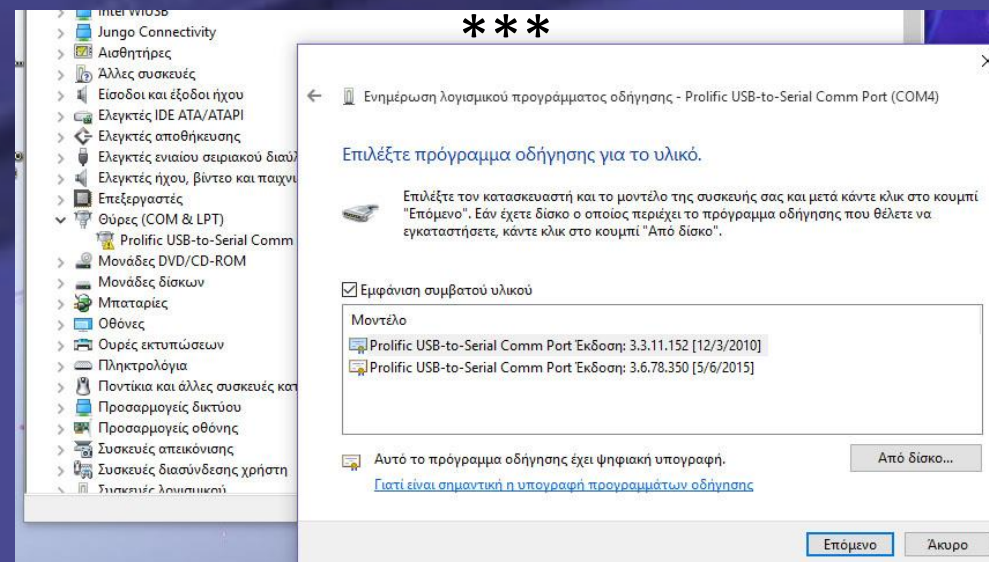 Intel WiUSB
***
Jungo Connectivity
Αισθητήρες
Άλλες συσκευές
Είσοδοι και έξοδοι ήχου
Ελεγκτές IDE ATA/ATAPI
Ελεγκτές αποθήκευσης
Ελεγκτές ενιαίου σειριακού διαύλ
Ελεγκτές ήχου, βίντεο και παιχνι
Επεξεργαστές
Θύρες (COM & LPT)
Prolific USB-to-Serial Comm
Μονάδες DVD/CD-ROM
Μονάδες δίσκων
Μπαταρίες
Οθόνες
Ουρές εκτυπώσεων
Πληκτρολόγια
Ποντίκια και άλλες συσκευές κατ
Προσαρμογείς δικτύου
Προσαρμογείς οθόνης
Συσκευές απεικόνισης
Συσκευές διασύνδεσης χρήστη
Συσκευές λογισμικού
Ενημέρωση λογισμικού προγράμματος οδήγησης - Prolific USB-to-Serial Comm Port (COM4)
Επιλέξτε πρόγραμμα οδήγησης για το υλικό.
Επιλέξτε τον κατασκευαστή και το μοντέλο της συσκευής σας και μετά κάντε κλικ στο κουμπί
"Επόμενο". Εάν έχετε δίσκο ο οποίος περιέχει το πρόγραμμα οδήγησης που θέλετε να
εγκαταστήσετε, κάντε κλικ στο κουμπί "Από δίσκο".
Εμφάνιση συμβατού υλικού
Μοντέλο
Prolific USB-to-Serial Comm Port Έκδοση: 3.3.11.152 [12/3/2010]
Prolific USB-to-Serial Comm Port Έκδοση: 3.6.78.350 [5/6/2015]
Αυτό το πρόγραμμα οδήγησης έχει ψηφιακή υπογραφή.
Από δίσκο...
Γιατί είναι σημαντική η υπογραφή προγραμμάτων οδήγησης
Επόμενο
Άκυρο